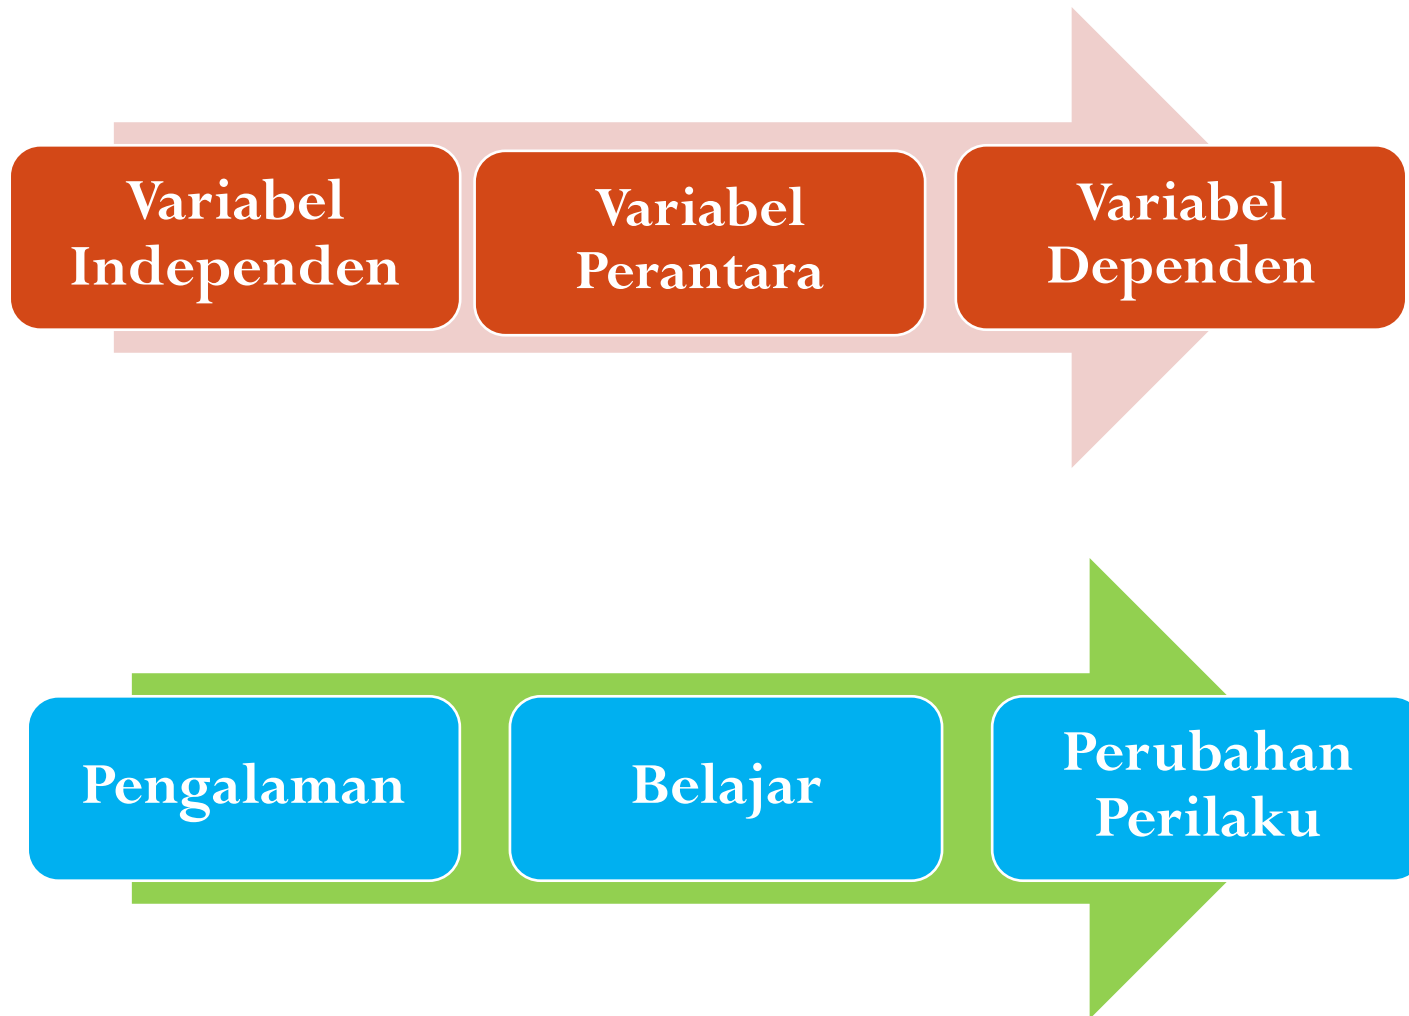 Variabel
Independen
Variabel
Perantara
Variabel
Dependen
Pengalaman
Belajar
Perubahan
Perilaku